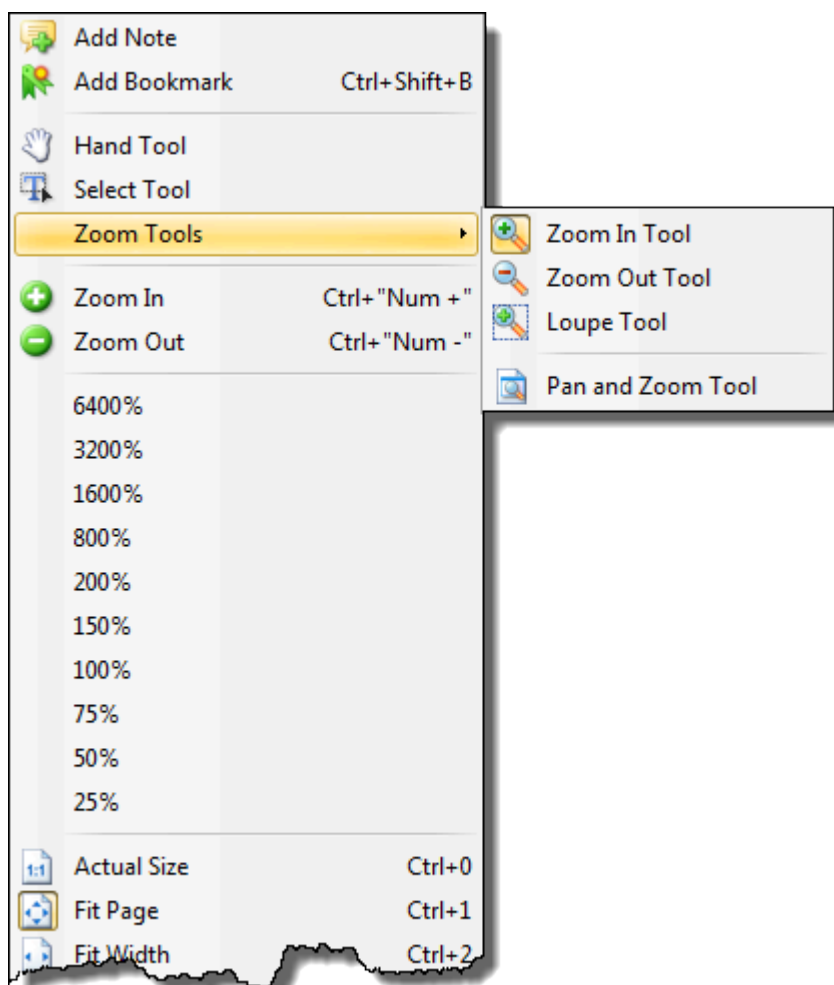 Add Note
Add Bookmark Ctrl+Shift+B
Hand Tool
Select Tool
Zoom Tools
Zoom In Ctrl+"Num +"
Zoom Out Ctrl+"Num -"
6400%
3200%
1600%
800%
200%
150%
100%
75%
50%
25%
1:1 Actual Size Ctrl+0
Fit Page Ctrl+1
Fit Width Ctrl+2
Zoom In Tool
Zoom Out Tool
Loupe Tool
Pan and Zoom Tool